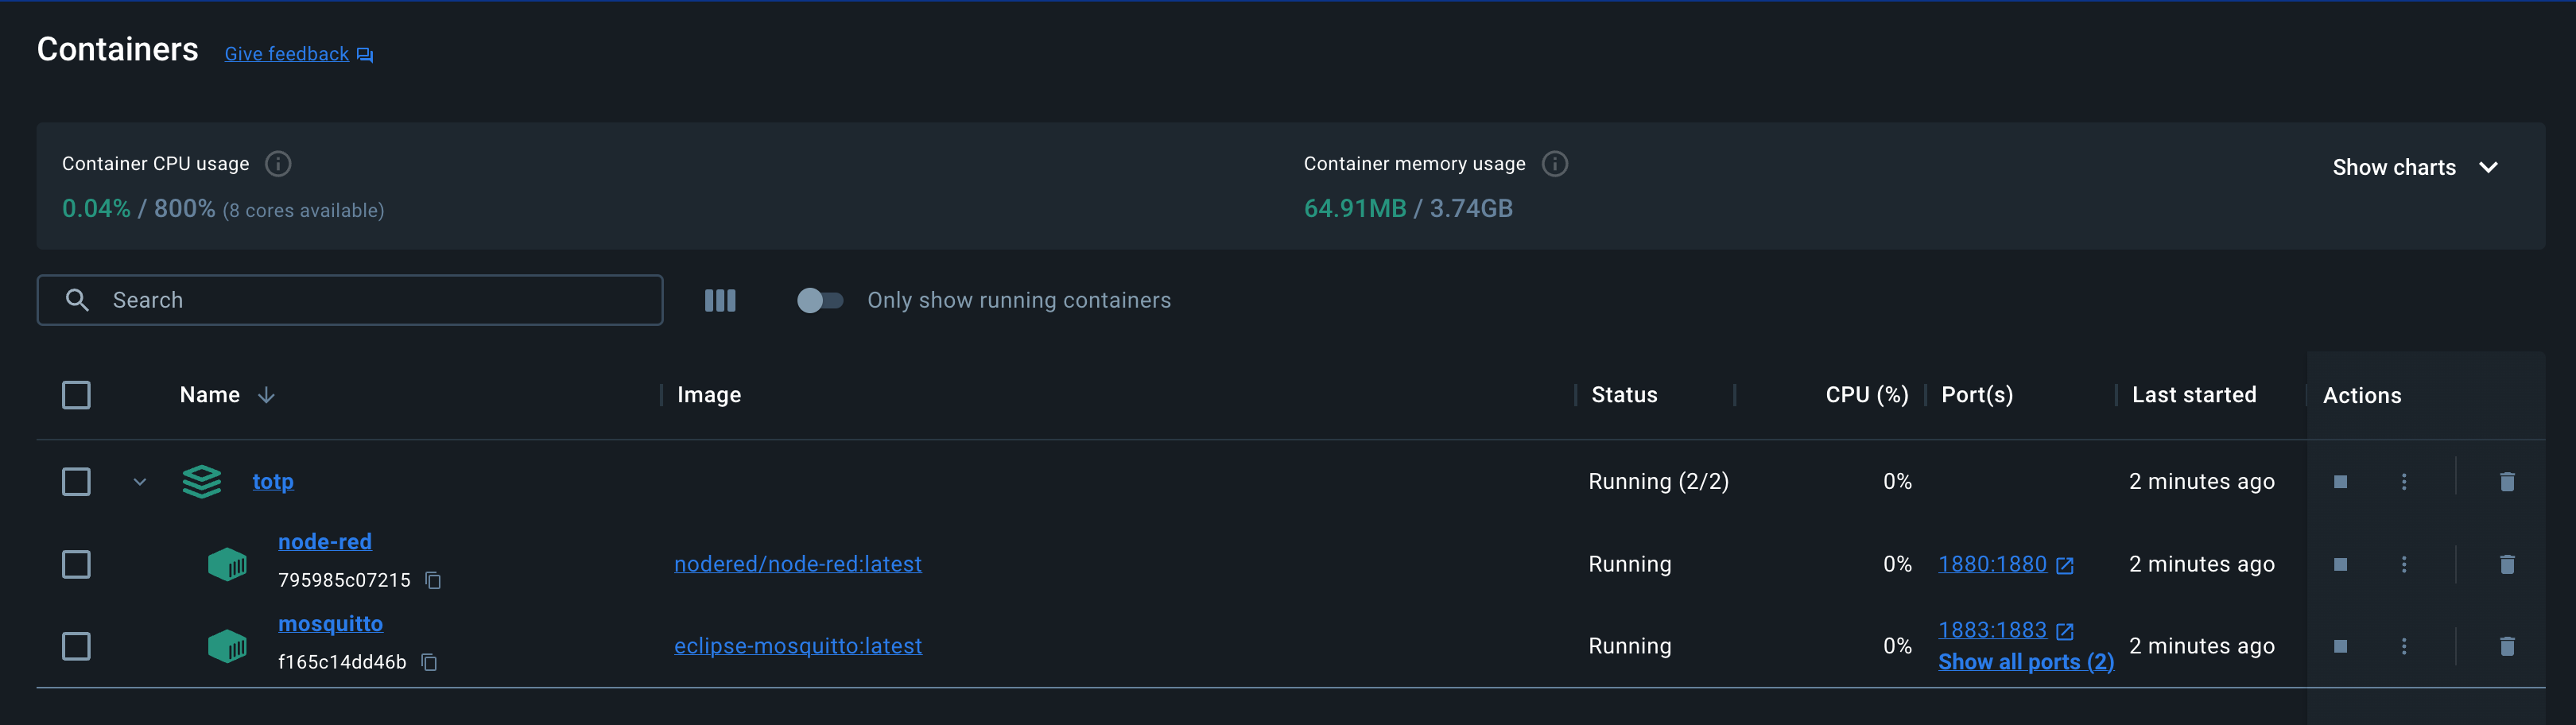 Containers Give feedback
Container CPU usage
0.04% / 800% (8 cores available)
Container memory usage
64.91MB / 3.74GB
Show charts
Search
Only show running containers
Name Image Status CPU (%) Port(s) Last started Actions
totp Running (2/2) 0% 2 minutes ago
node-red
795985c07215
nodered/node-red:latest Running 0% 1880:1880 2 minutes ago
mosquitto
f165c14dd46b
eclipse-mosquitto:latest Running 0% 1883:1883 2 minutes ago
Show all ports (2)